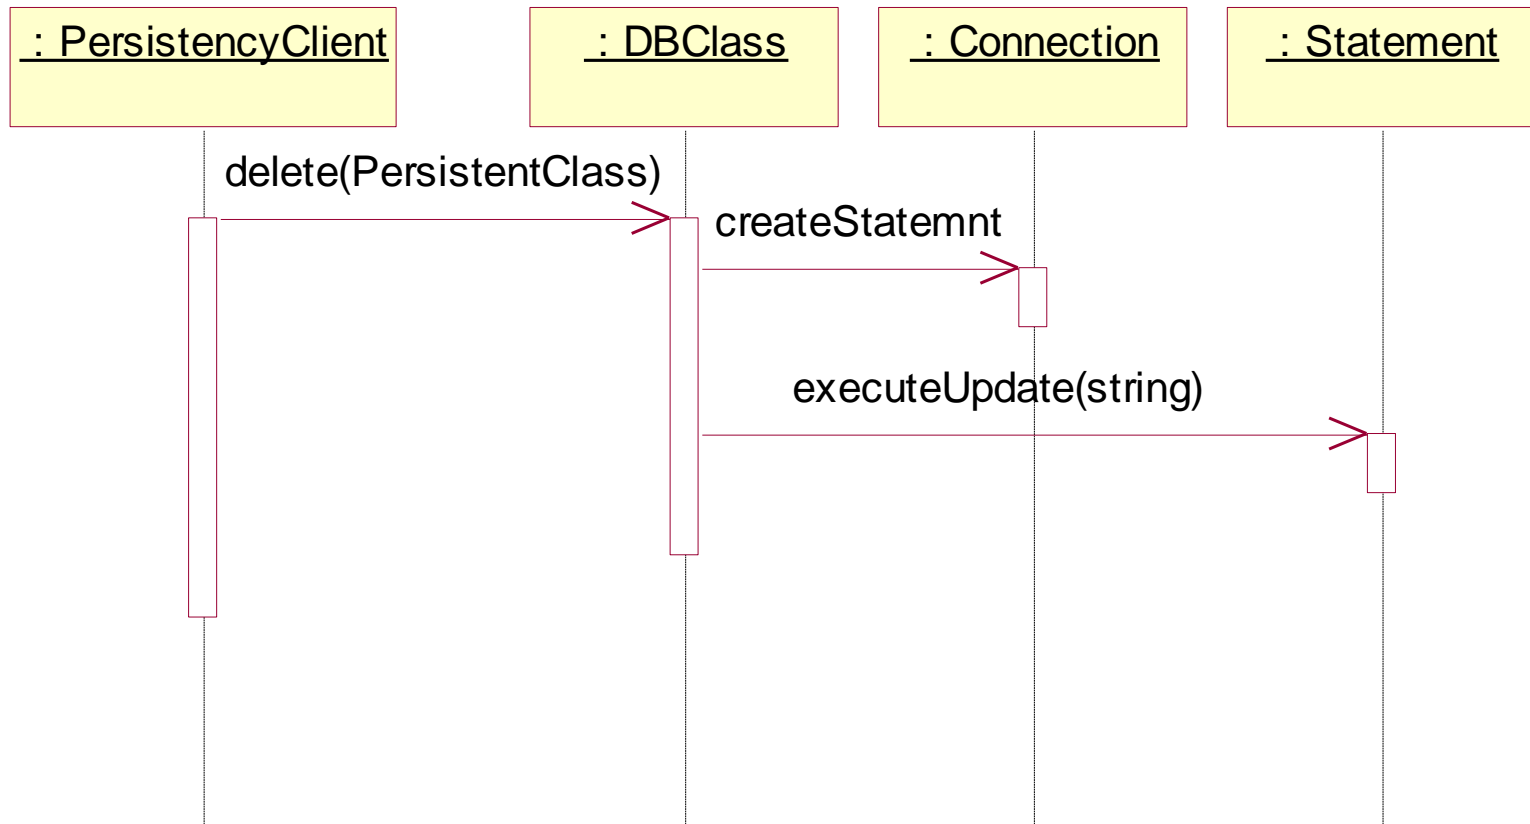 : PersistencyClient
: DBClass
: Connection
: Statement
delete(PersistentClass)
createStatemnt
executeUpdate(string)